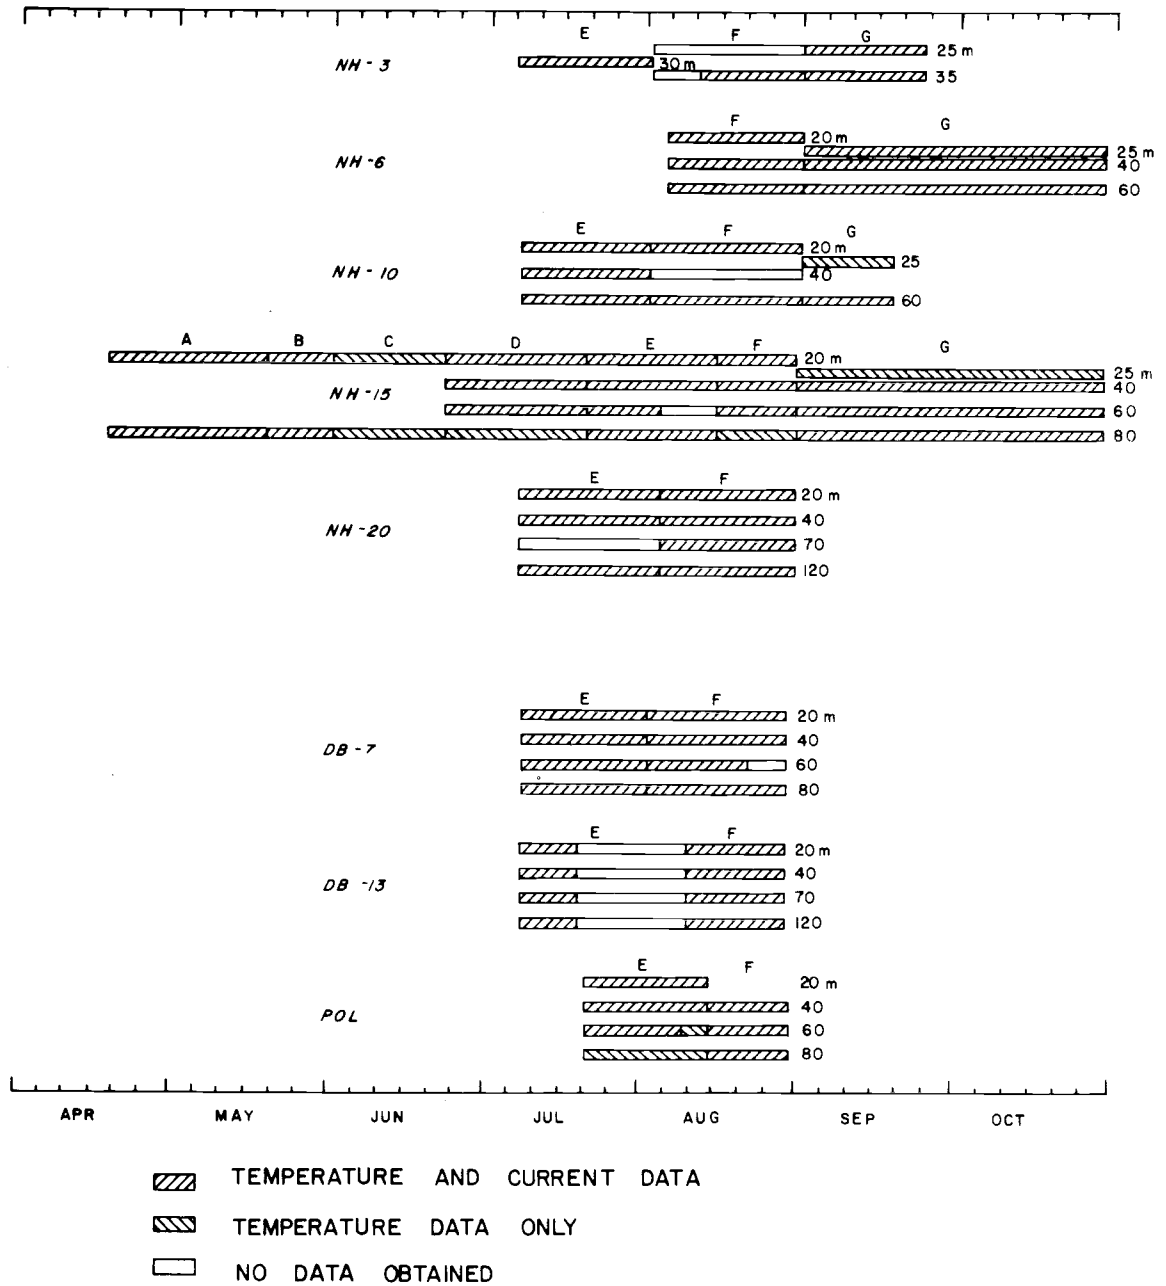 E F G
25 m
NH-3
30 m
35
F G
20 m
25 m
NH-6
40
60
E F G
20 m
25
NH-10
40
60
A B C D E F G
20 m
25 m
NH-15
40
60
80
E F
20 m
40
NH-20
70
120
E F
20 m
40
DB-7
60
80
E F
20 m
40
DB-13
70
120
E F
20 m
40
POL
60
80
APR MAY JUN JUL AUG SEP OCT
TEMPERATURE AND CURRENT DATA
TEMPERATURE DATA ONLY
NO DATA OBTAINED